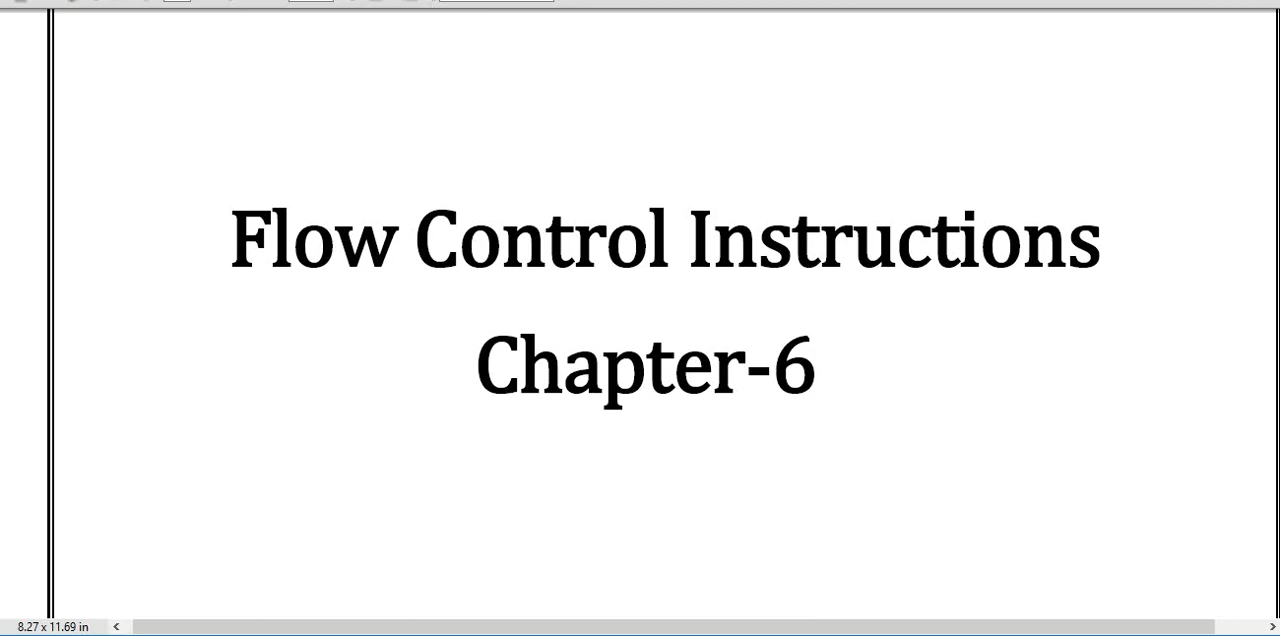 Flow Control Instructions
Chapter-6
8.27 x 11.69 in